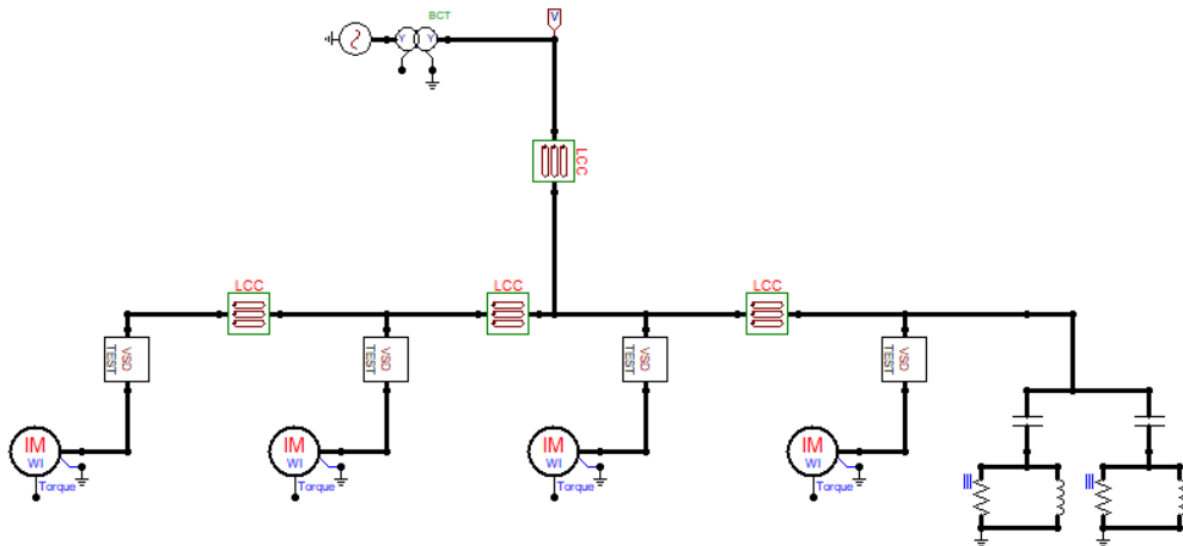 BCT
V
Y Y
LCC
LCC
LCC
LCC
VSD
TEST
VSD
TEST
VSD
TEST
VSD
TEST
IM
WI
Torque
IM
WI
Torque
IM
WI
Torque
IM
WI
Torque